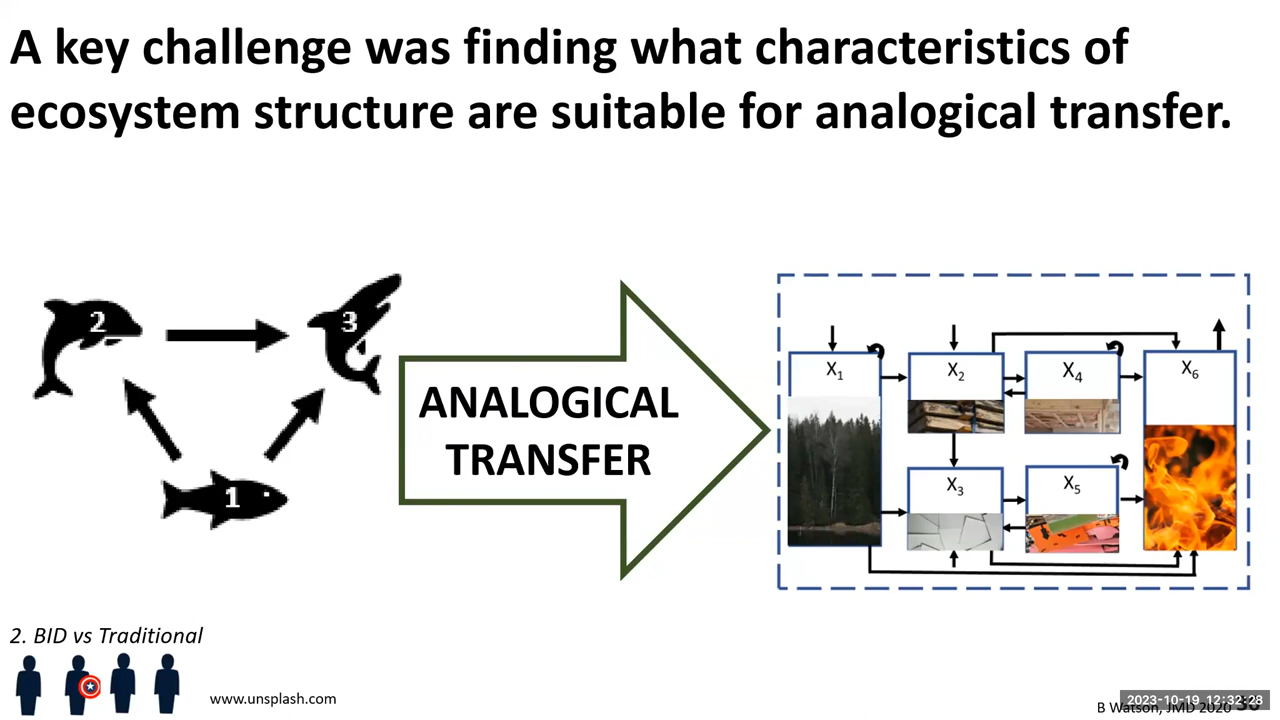 A key challenge was finding what characteristics of
ecosystem structure are suitable for analogical transfer.
2
3
1
ANALOGICAL
TRANSFER
X1
X2
X4
X6
X3
X5
2. BID vs Traditional
www.unsplash.com
2023-10-19 12:32:28
B Watson, JMD 2020